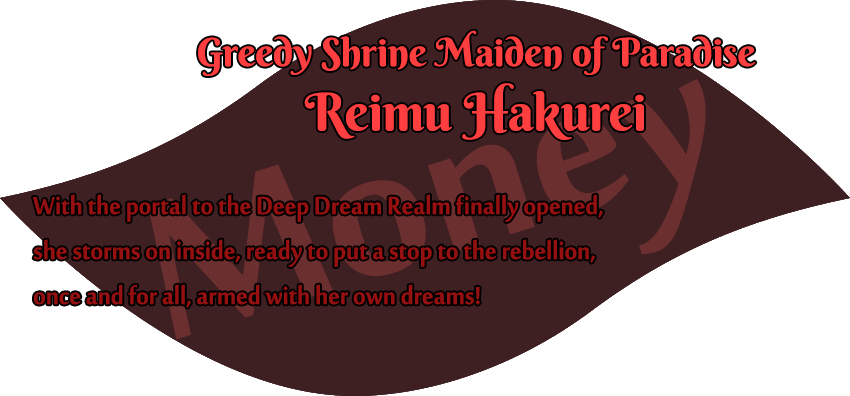 Greedy Shrine Maiden of Paradise
Reimu Hakurei
Money
With the portal to the Deep Dream Realm finally opened,
she storms on inside, ready to put a stop to the rebellion,
once and for all, armed with her own dreams!